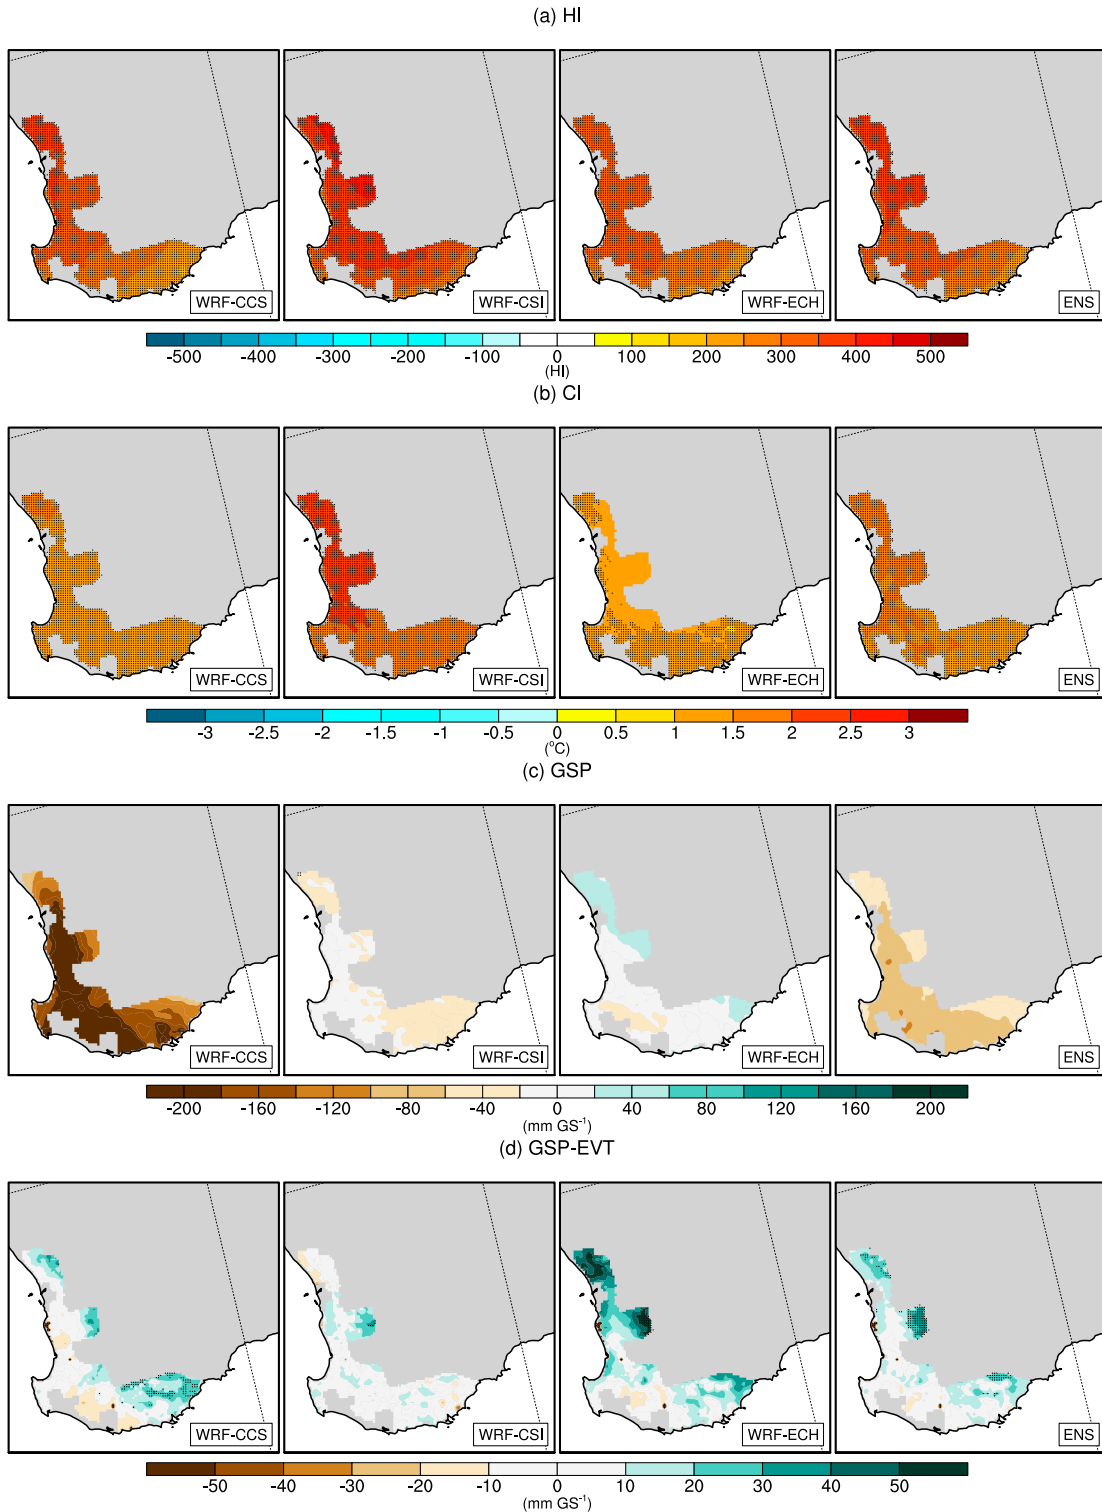 (a) HI
WRF-CCS WRF-CSI WRF-ECH ENS
-500 -400 -300 -200 -100 0 100 200 300 400 500
(HI)
(b) CI
WRF-CCS WRF-CSI WRF-ECH ENS
-3 -2.5 -2 -1.5 -1 -0.5 0 0.5 1 1.5 2 2.5 3
(°C)
(c) GSP
WRF-CCS WRF-CSI WRF-ECH ENS
-200 -160 -120 -80 -40 0 40 80 120 160 200
(mm GS⁻¹)
(d) GSP-EVT
WRF-CCS WRF-CSI WRF-ECH ENS
-50 -40 -30 -20 -10 0 10 20 30 40 50
(mm GS⁻¹)